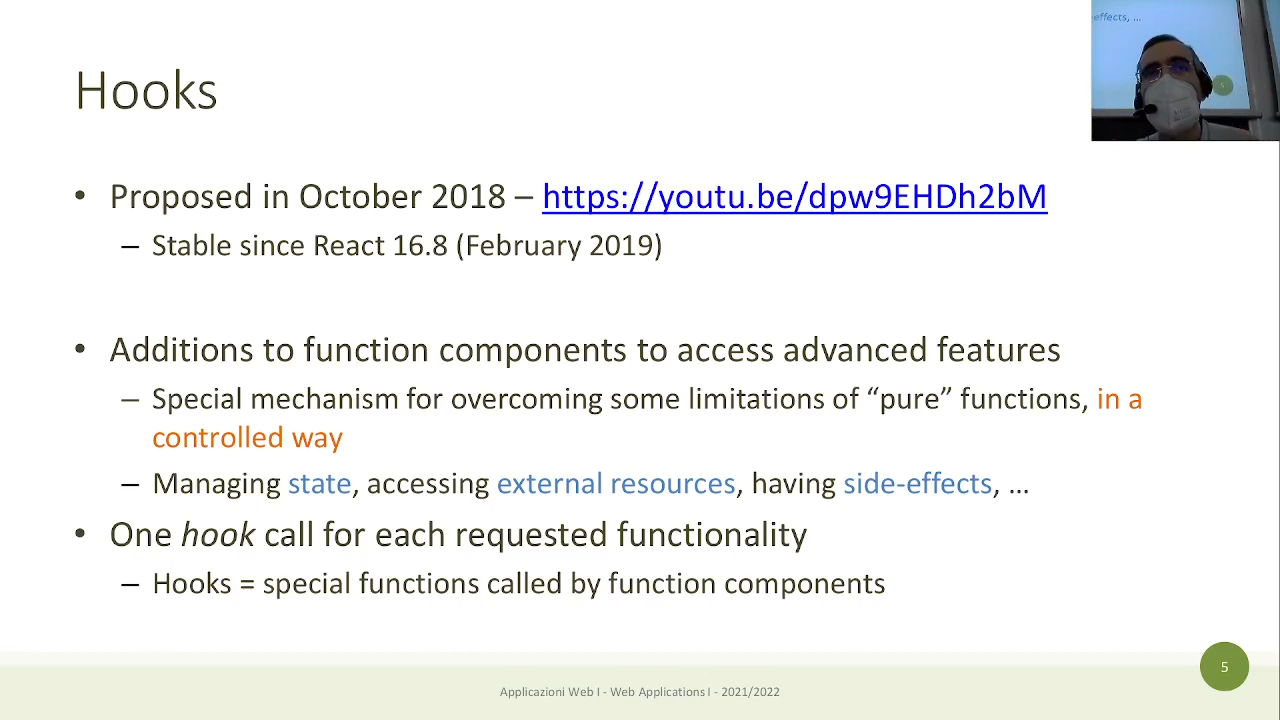 -effects, ...
Hooks
• Proposed in October 2018 – https://youtu.be/dpw9EHDh2bM
– Stable since React 16.8 (February 2019)
• Additions to function components to access advanced features
– Special mechanism for overcoming some limitations of “pure” functions, in a
controlled way
– Managing state, accessing external resources, having side-effects, …
• One hook call for each requested functionality
– Hooks = special functions called by function components
5
Applicazioni Web I - Web Applications I - 2021/2022
5